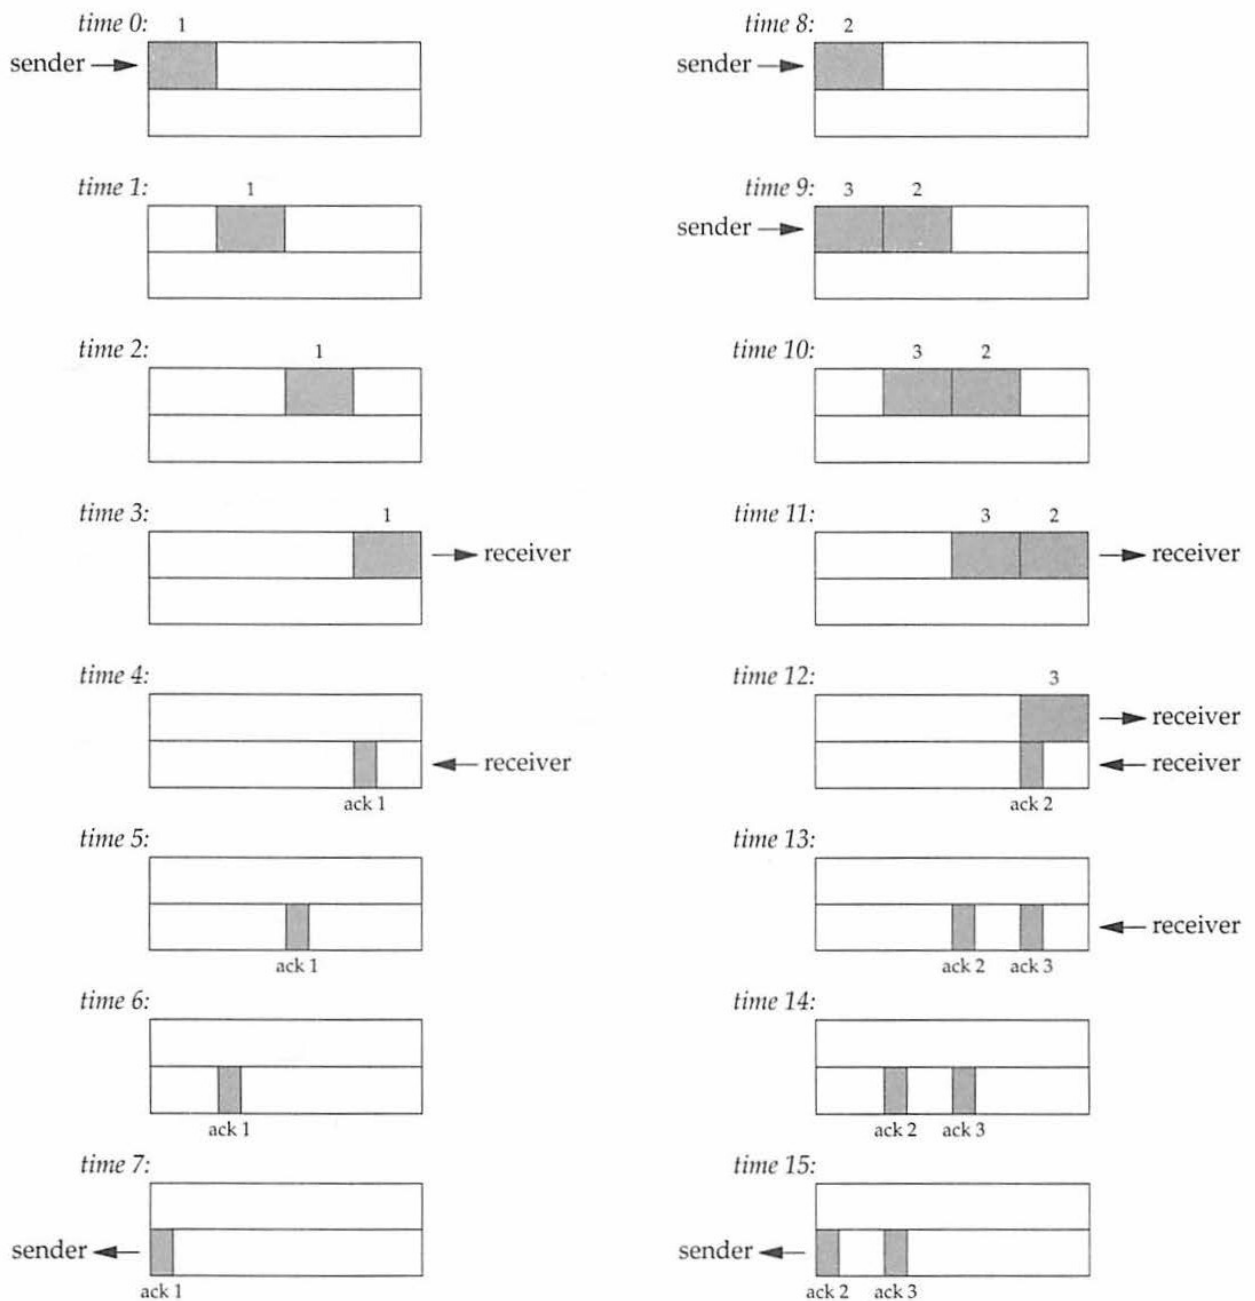 time 0: 1
sender
time 1: 1
time 2: 1
time 3: 1
receiver
time 4:
receiver
ack 1
time 5:
ack 1
time 6:
ack 1
time 7:
sender
ack 1
time 8: 2
sender
time 9: 3 2
sender
time 10: 3 2
time 11: 3 2
receiver
time 12: 3
receiver
receiver
ack 2
time 13:
receiver
ack 2 ack 3
time 14:
ack 2 ack 3
time 15:
sender
ack 2 ack 3